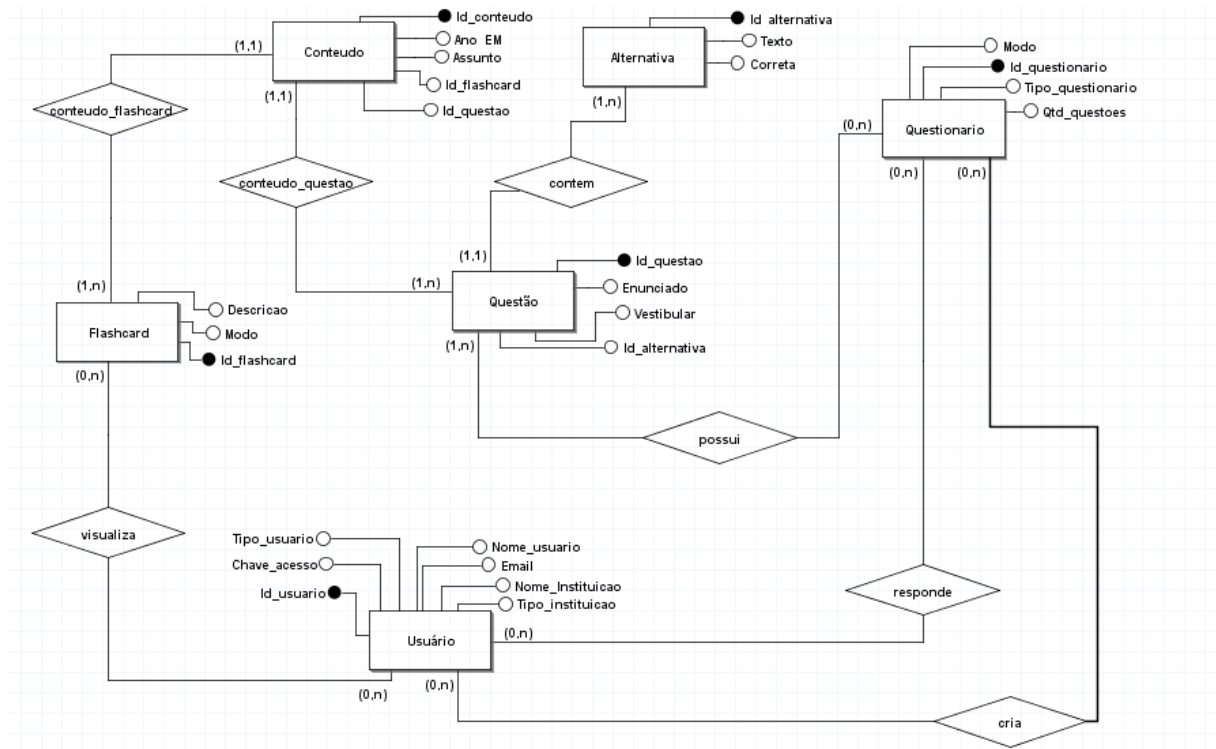 Id_conteudo
Ano EM
Assunto
Id_flashcard
Id_questao
Conteudo
(1,1)
(1,1)
conteudo_flashcard
conteudo_questao
Id alternativa
Texto
Correta
Alternativa
(1,n)
contem
Modo
Id_questionario
Tipo_questionario
Qtd_questoes
Questionario
(0,n)
(0,n)
(0,n)
(1,1)
(1,n)
Id_questao
Enunciado
Vestibular
Id_alternativa
Questão
(1,n)
(1,n)
Descricao
Modo
Id_flashcard
Flashcard
(0,n)
possui
visualiza
Tipo_usuario
Chave_acesso
Id_usuario
Nome_usuario
Email
Nome_Instituicao
Tipo_instituicao
Usuário
(0,n)
(0,n)
(0,n)
responde
cria